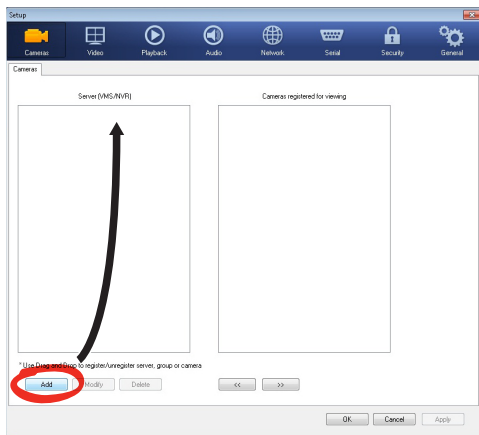 Setup
Cameras Video Playback Audio Network Serial Security General
Cameras
Server (VMS/NVR) Cameras registered for viewing
* Use Drag and Drop to register/unregister server, group or camera
Add Modify Delete << >>
OK Cancel Apply